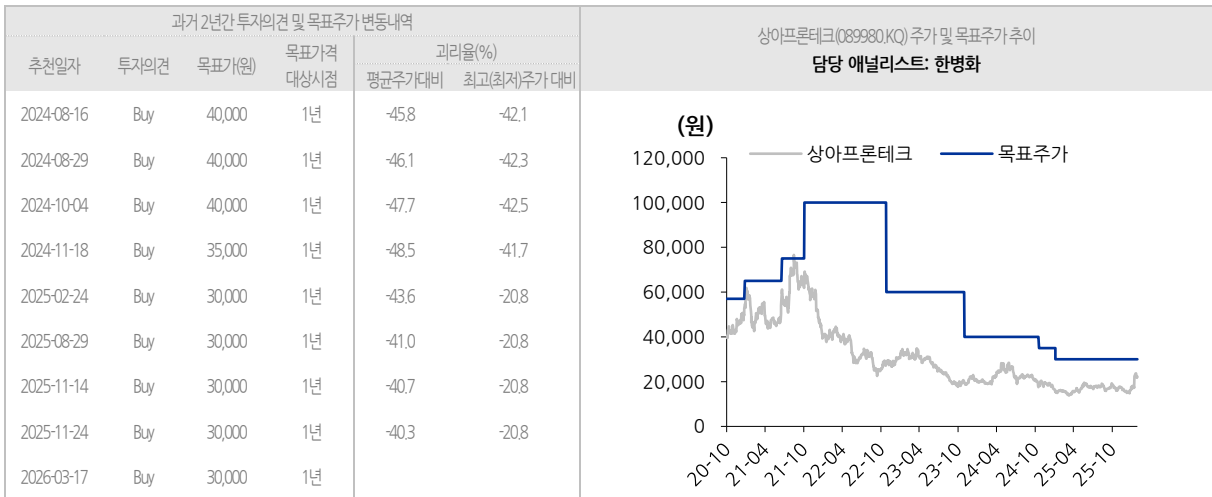 과거 2년간 투자의견 및 목표주가 변동내역
추천일자 투자의견 목표가(원) 목표가격 대상시점 괴리율(%)
평균주가대비 최고(최저)주가 대비
2024-08-16 Buy 40,000 1년 -45.8 -42.1
2024-08-29 Buy 40,000 1년 -46.1 -42.3
2024-10-04 Buy 40,000 1년 -47.7 -42.5
2024-11-18 Buy 35,000 1년 -48.5 -41.7
2025-02-24 Buy 30,000 1년 -43.6 -20.8
2025-08-29 Buy 30,000 1년 -41.0 -20.8
2025-11-14 Buy 30,000 1년 -40.7 -20.8
2025-11-24 Buy 30,000 1년 -40.3 -20.8
2026-03-17 Buy 30,000 1년
상아프론테크(089980.KQ) 주가 및 목표주가 추이
담당 애널리스트: 한병화
(원)
상아프론테크 목표주가
120,000
100,000
80,000
60,000
40,000
20,000
0
20-10 21-04 21-10 22-04 22-10 23-04 23-10 24-04 24-10 25-04 25-10